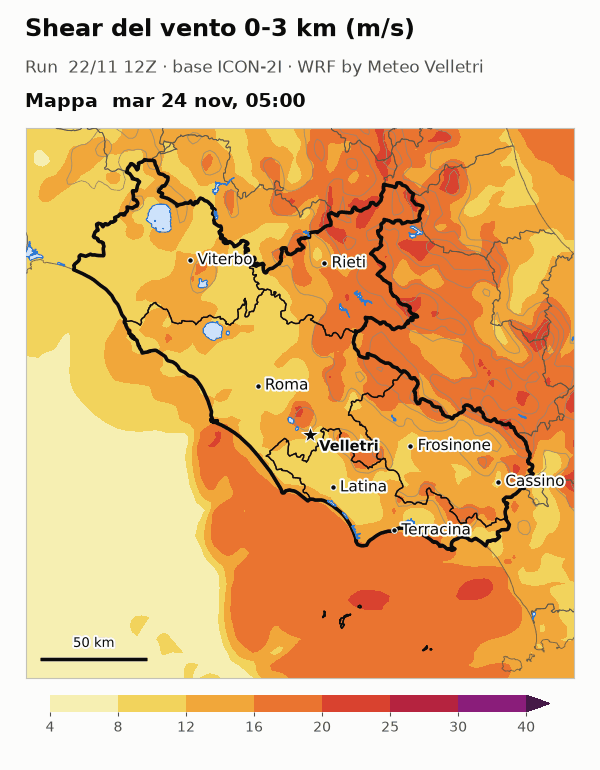 Shear del vento 0-3 km (m/s)
Run  22/11 12Z · base ICON-2I · WRF by Meteo Velletri
Mappa  mar 24 nov, 05:00
Viterbo
Rieti
Roma
Velletri
Frosinone
Cassino
Latina
Terracina
50 km
4 8 12 16 20 25 30 40